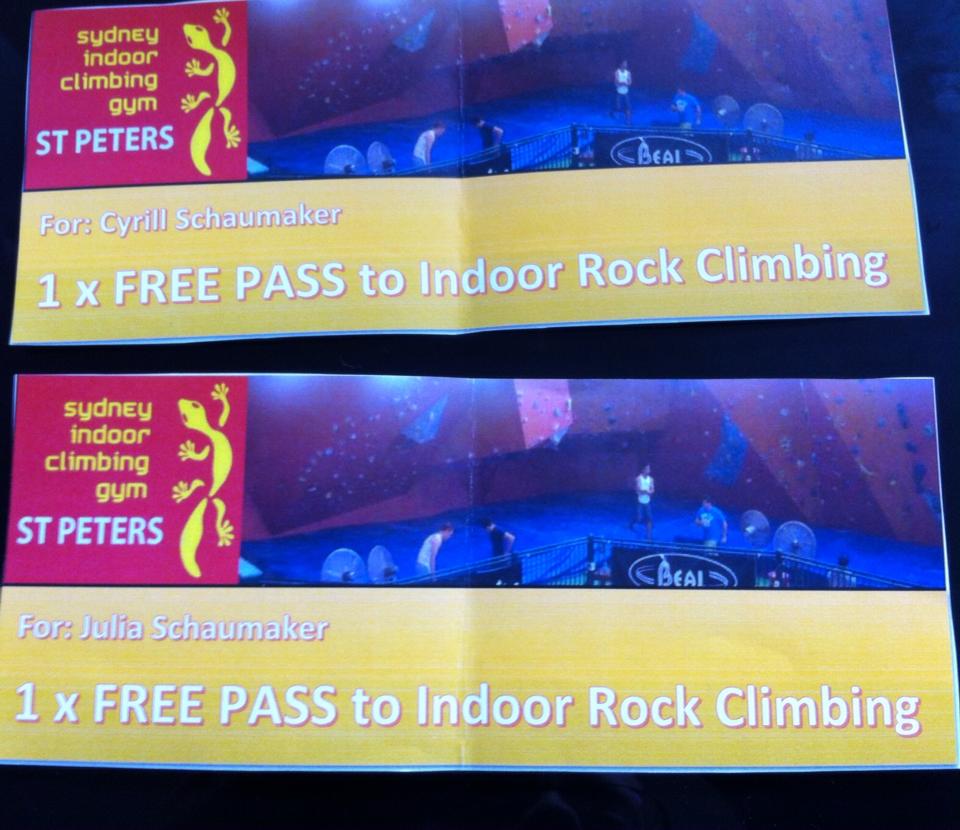 sydney
indoor
climbing
gym
ST PETERS
BEAL
For: Cyrill Schaumaker
1 x FREE PASS to Indoor Rock Climbing
sydney
indoor
climbing
gym
ST PETERS
BEAL
For: Julia Schaumaker
1 x FREE PASS to Indoor Rock Climbing